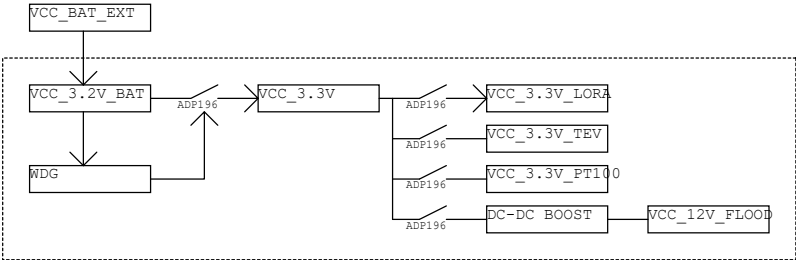 VCC_BAT_EXT
VCC_3.2V_BAT
ADP196
VCC_3.3V
ADP196
VCC_3.3V_LORA
ADP196
VCC_3.3V_TEV
WDG
ADP196
VCC_3.3V_PT100
ADP196
DC-DC BOOST
VCC_12V_FLOOD